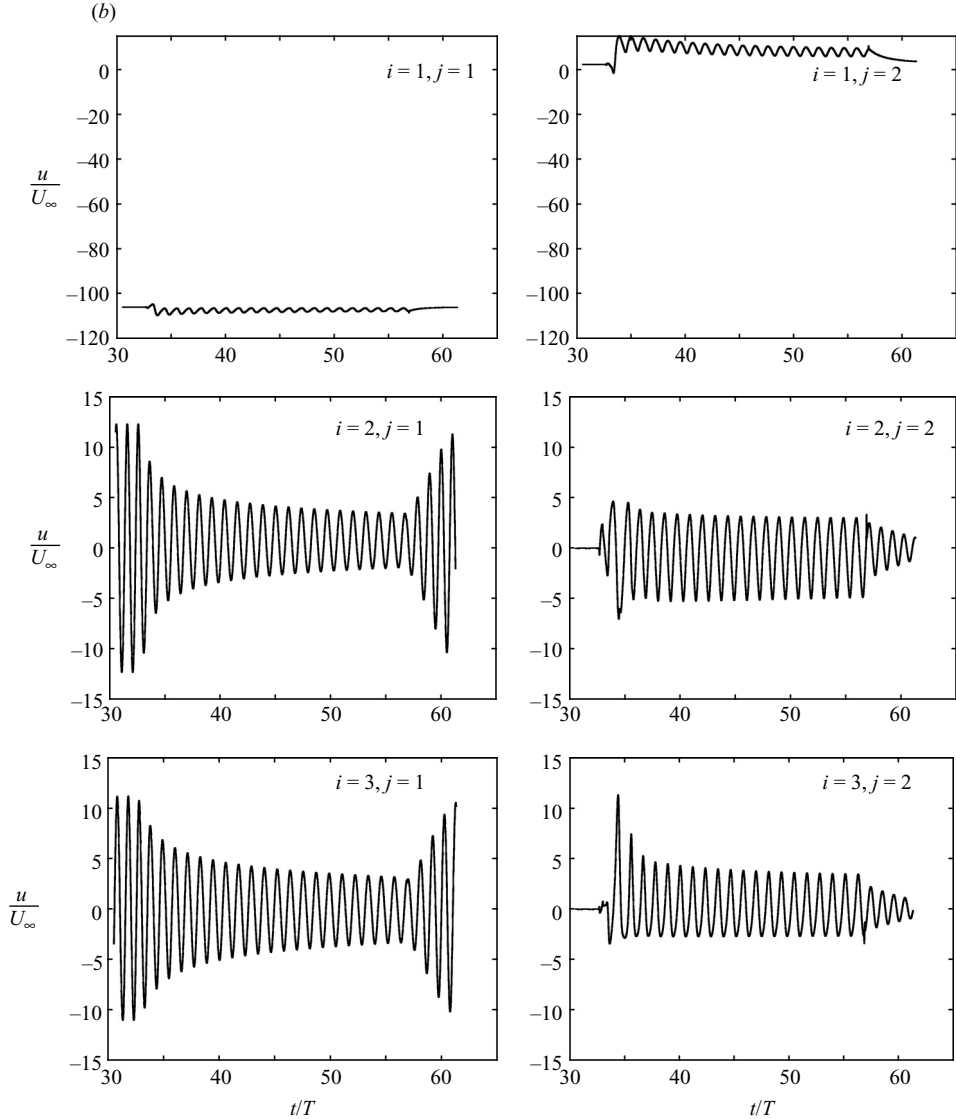 (b)
0
−20
−40
−60
−80
−100
−120
u
U∞
i = 1, j = 1
30 40 50 60
0
−20
−40
−60
−80
−100
−120
i = 1, j = 2
30 40 50 60
15
10
5
0
−5
−10
−15
u
U∞
i = 2, j = 1
30 40 50 60
15
10
5
0
−5
−10
−15
i = 2, j = 2
30 40 50 60
15
10
5
0
−5
−10
−15
u
U∞
i = 3, j = 1
30 40 50 60
t/T
15
10
5
0
−5
−10
−15
i = 3, j = 2
30 40 50 60
t/T